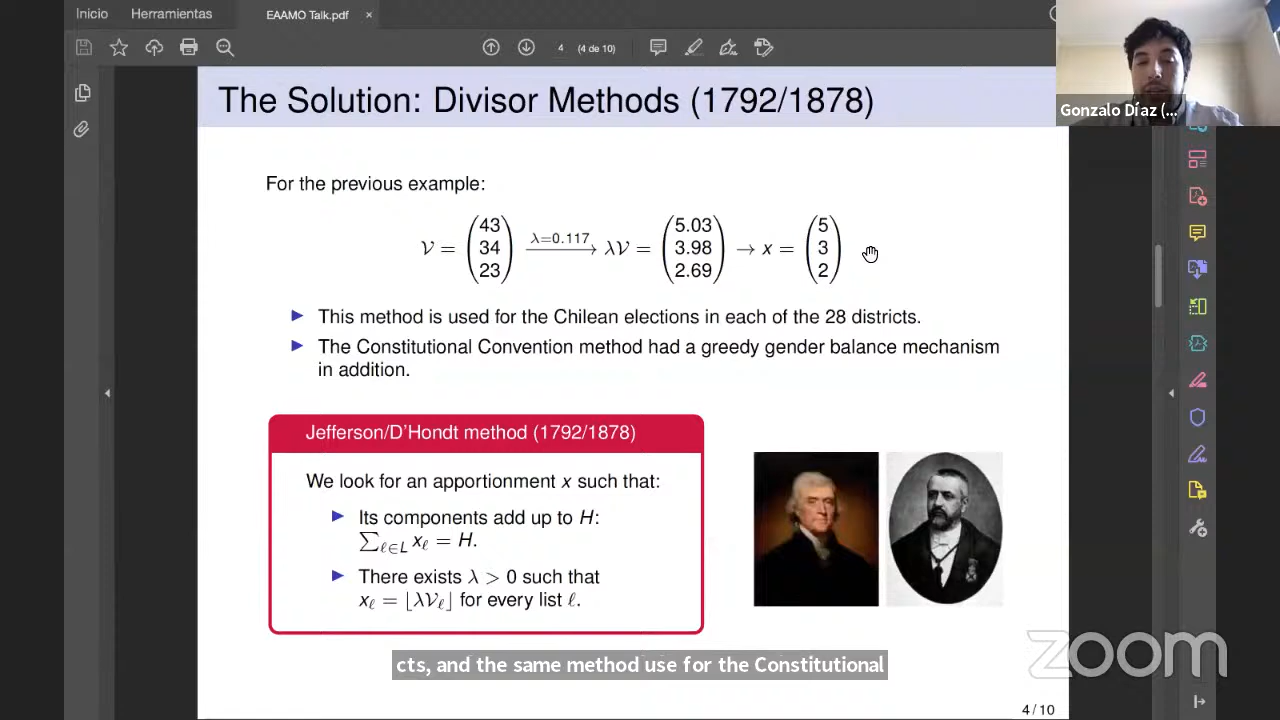 Inicio Herramientas EAAMO Talk.pdf ×
4 (4 de 10)
Gonzalo Díaz (...
The Solution: Divisor Methods (1792/1878)
For the previous example:
𝒱 = (43 34 23) λ=0.117 → λ𝒱 = (5.03 3.98 2.69) → x = (5 3 2)
► This method is used for the Chilean elections in each of the 28 districts.
► The Constitutional Convention method had a greedy gender balance mechanism
in addition.
Jefferson/D'Hondt method (1792/1878)
We look for an apportionment x such that:
► Its components add up to H:
∑ℓ∈L xℓ = H.
► There exists λ > 0 such that
xℓ = ⌊λ𝒱ℓ⌋ for every list ℓ.
cts, and the same method use for the Constitutional
zoom
4 / 10